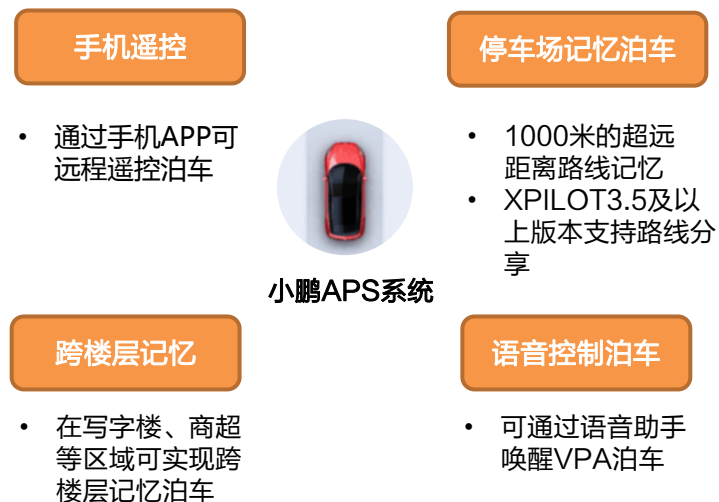 手机遥控
• 通过手机APP可
远程遥控泊车
停车场记忆泊车
• 1000米的超远
距离路线记忆
• XPILOT3.5及以
上版本支持路线分
享
小鹏APS系统
跨楼层记忆
• 在写字楼、商超
等区域可实现跨
楼层记忆泊车
语音控制泊车
• 可通过语音助手
唤醒VPA泊车